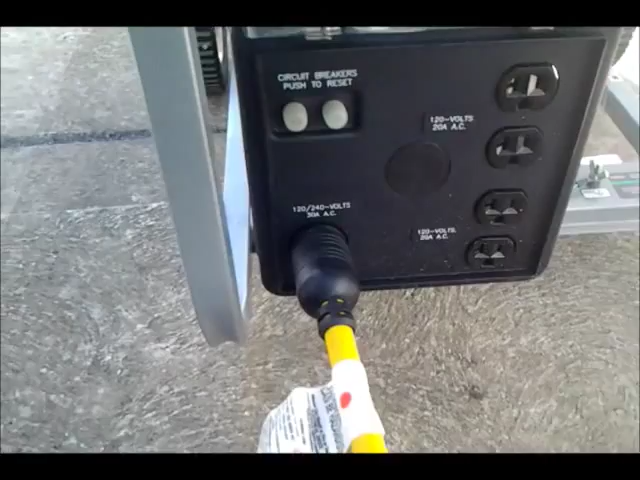 CIRCUIT BREAKERS
PUSH TO RESET
120-VOLTS
20A A.C.
120/240-VOLTS
30A A.C.
120-VOLTS
20A A.C.